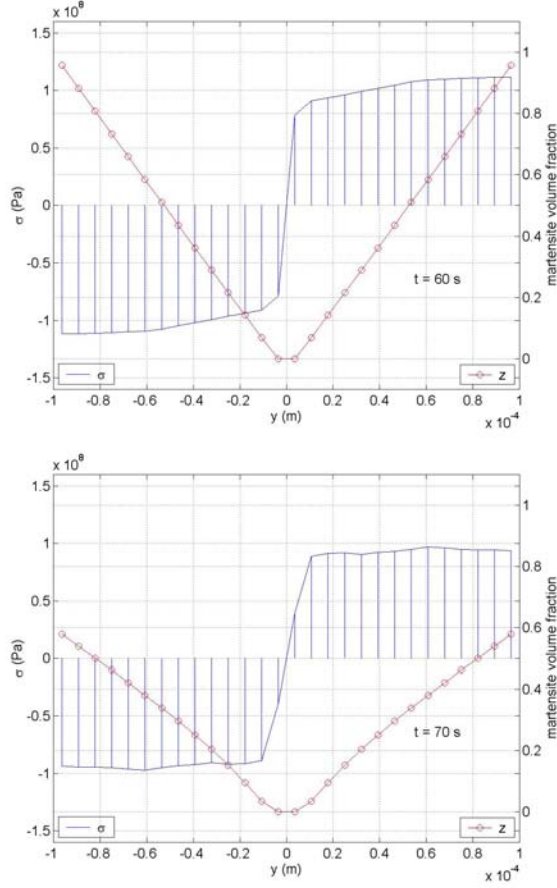 x 10⁸
1.5
1
0.5
0
-0.5
-1
-1.5
σ (Pa)
1
0.8
0.6
0.4
0.2
0
martensite volume fraction
t = 60 s
σ
z
-1 -0.8 -0.6 -0.4 -0.2 0 0.2 0.4 0.6 0.8 1
y (m)
x 10⁻⁴
x 10⁸
1.5
1
0.5
0
-0.5
-1
-1.5
σ (Pa)
1
0.8
0.6
0.4
0.2
0
martensite volume fraction
t = 70 s
σ
z
-1 -0.8 -0.6 -0.4 -0.2 0 0.2 0.4 0.6 0.8 1
y (m)
x 10⁻⁴